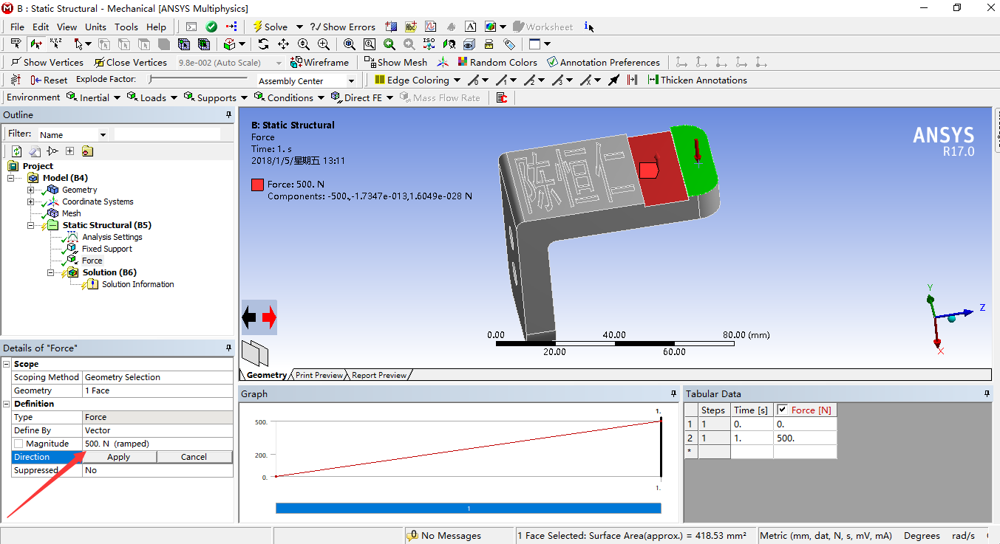 B : Static Structural - Mechanical [ANSYS Multiphysics]
File Edit View Units Tools Help Solve ?/ Show Errors Worksheet i
Show Vertices Close Vertices 9.8e-002 (Auto Scale) Wireframe Show Mesh Random Colors Annotation Preferences
Reset Explode Factor: Assembly Center Edge Coloring Thicken Annotations
Environment Inertial Loads Supports Conditions Direct FE Mass Flow Rate
Outline
Filter: Name
Project
Model (B4)
Geometry
Coordinate Systems
Mesh
Static Structural (B5)
Analysis Settings
Fixed Support
Force
Solution (B6)
Solution Information
Details of "Force"
Scope
Scoping Method Geometry Selection
Geometry 1 Face
Definition
Type Force
Define By Vector
Magnitude 500. N (ramped)
Direction Apply Cancel
Suppressed No
B: Static Structural
Force
Time: 1. s
2018/1/5/星期五 13:11
Force: 500. N
Components: -500.,-1.7347e-013,1.6049e-028 N
ANSYS
R17.0
陈恒仁
Y
Z
X
0.00 40.00 80.00 (mm)
20.00 60.00
Geometry Print Preview Report Preview
Graph
1.
500.
200.
0.
1.
1
Tabular Data
Steps Time [s] Force [N]
1 1 0. 0.
2 1 1. 500.
*
No Messages 1 Face Selected: Surface Area(approx.) = 418.53 mm² Metric (mm, dat, N, s, mV, mA) Degrees rad/s